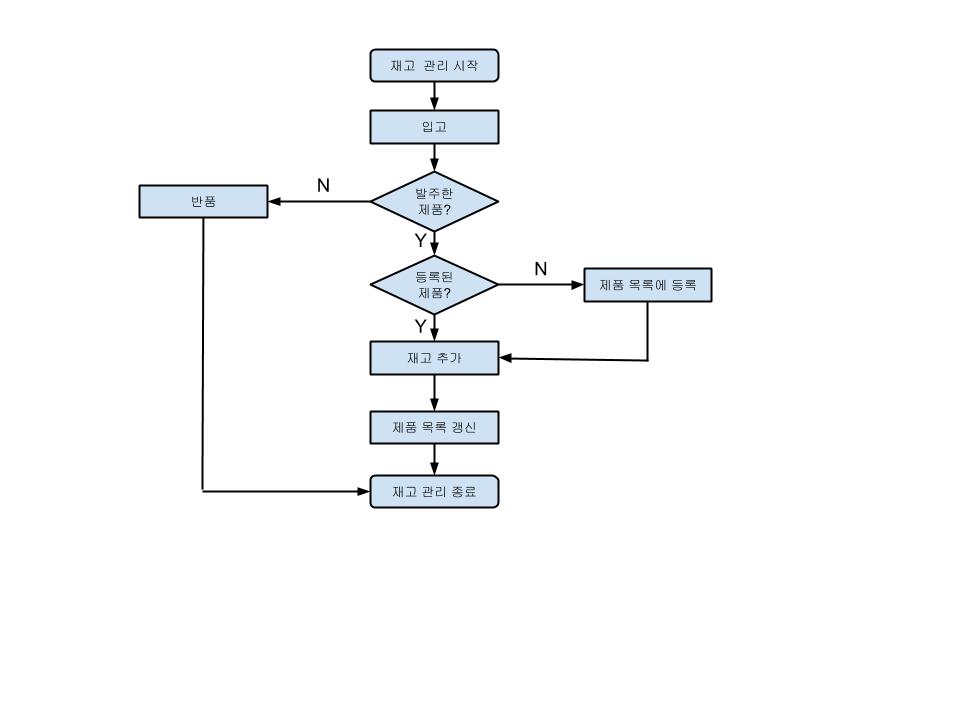 재고 관리 시작
입고
발주한
제품?
N
반품
Y
등록된
제품?
N
제품 목록에 등록
Y
재고 추가
제품 목록 갱신
재고 관리 종료